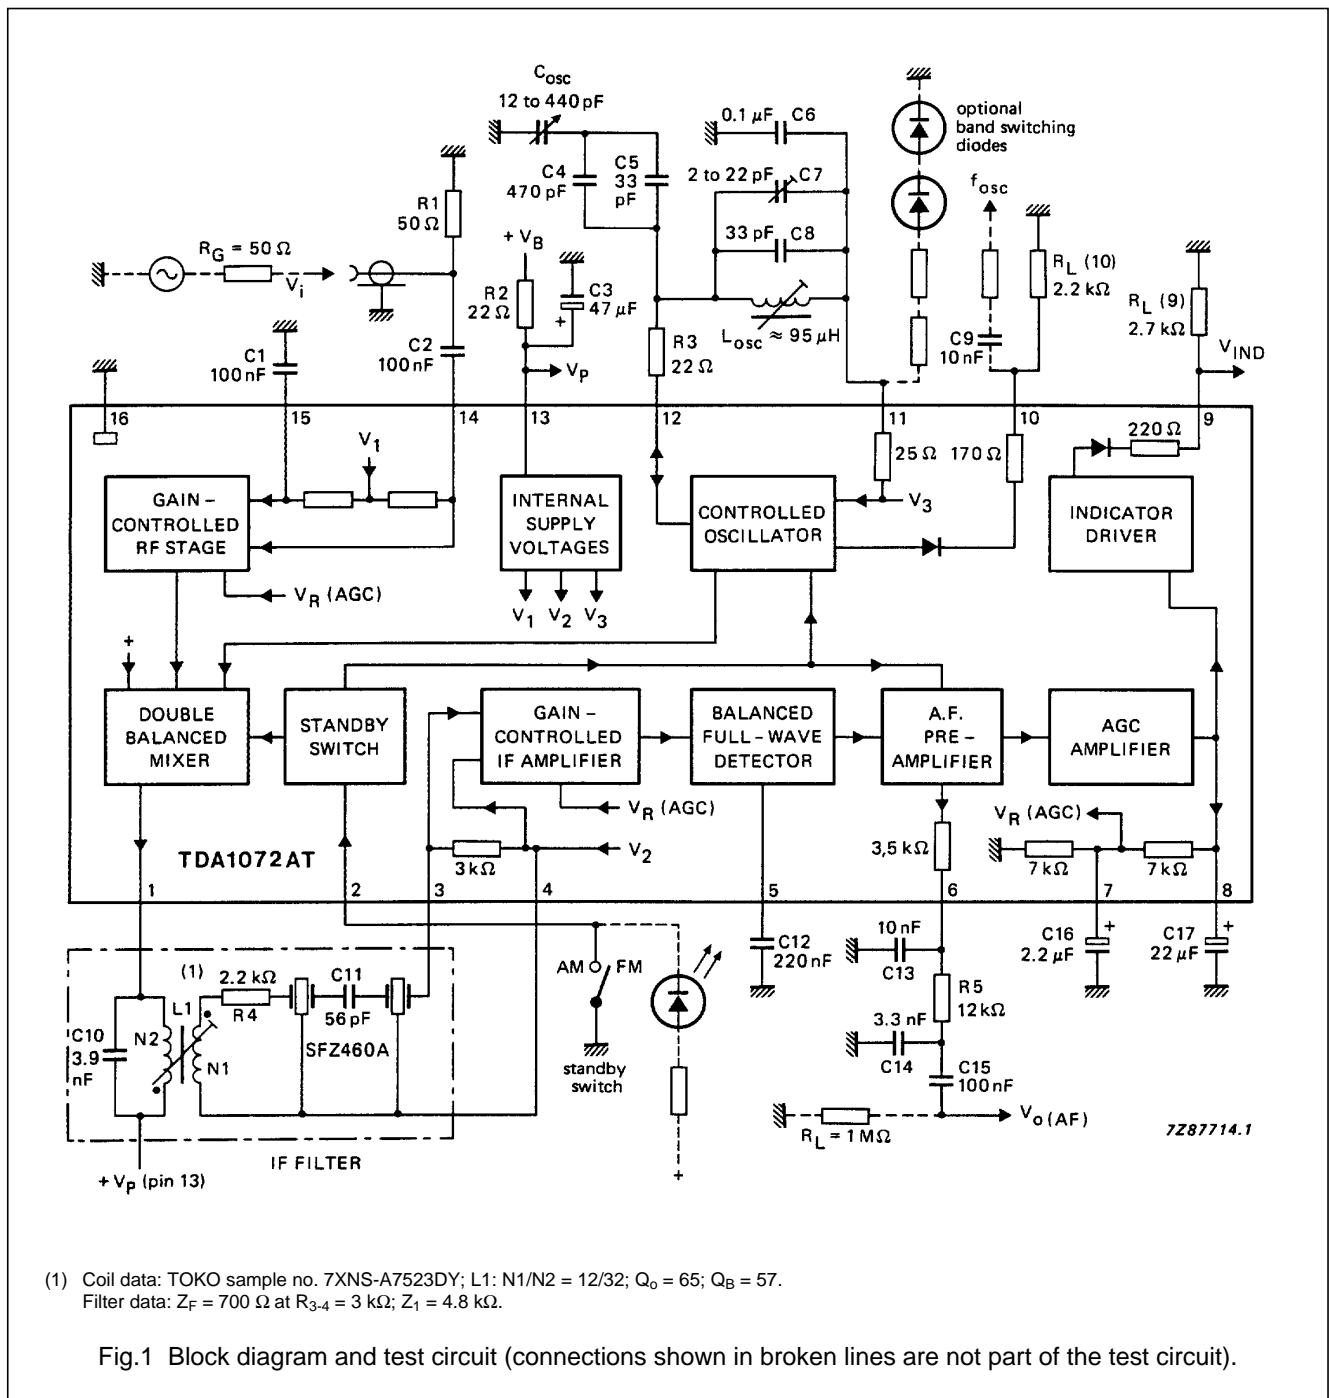 C_osc
12 to 440 pF
C4
470 pF
C5
33
pF
0.1 µF C6
2 to 22 pF C7
33 pF C8
L_osc ≈ 95 µH
optional
band switching
diodes
f_osc
R_L (10)
2.2 kΩ
R_L (9)
2.7 kΩ
V_IND
C9
10 nF
R1
50 Ω
R_G = 50 Ω
V_i
+ V_B
R2
22 Ω
C3
47 µF
+
V_P
R3
22 Ω
C1
100 nF
C2
100 nF
16 15 14 13 12 11 10 9
V_1
25 Ω
170 Ω
220 Ω
GAIN –
CONTROLLED
RF STAGE
INTERNAL
SUPPLY
VOLTAGES
CONTROLLED
OSCILLATOR
V_3
INDICATOR
DRIVER
V_R (AGC)
V_1 V_2 V_3
+
DOUBLE
BALANCED
MIXER
STANDBY
SWITCH
GAIN –
CONTROLLED
IF AMPLIFIER
BALANCED
FULL – WAVE
DETECTOR
A.F.
PRE –
AMPLIFIER
AGC
AMPLIFIER
V_R (AGC)
V_R (AGC)
V_2
3 kΩ
3,5 kΩ
7 kΩ
7 kΩ
TDA1072AT
1 2 3 4 5 6 7 8
(1)
2.2 kΩ
R4
C11
56 pF
SFZ460A
L1
N2
N1
C10
3.9
nF
IF FILTER
+ V_P (pin 13)
AM
FM
standby
switch
+
C12
220 nF
10 nF
C13
R5
12 kΩ
3.3 nF
C14
C15
100 nF
R_L = 1 MΩ
V_o (AF)
C16
2.2 µF
+
C17
22 µF
+
7Z87714.1
(1) Coil data: TOKO sample no. 7XNS-A7523DY; L1: N1/N2 = 12/32; Q_o = 65; Q_B = 57.
Filter data: Z_F = 700 Ω at R_3-4 = 3 kΩ; Z_1 = 4.8 kΩ.
Fig.1 Block diagram and test circuit (connections shown in broken lines are not part of the test circuit).